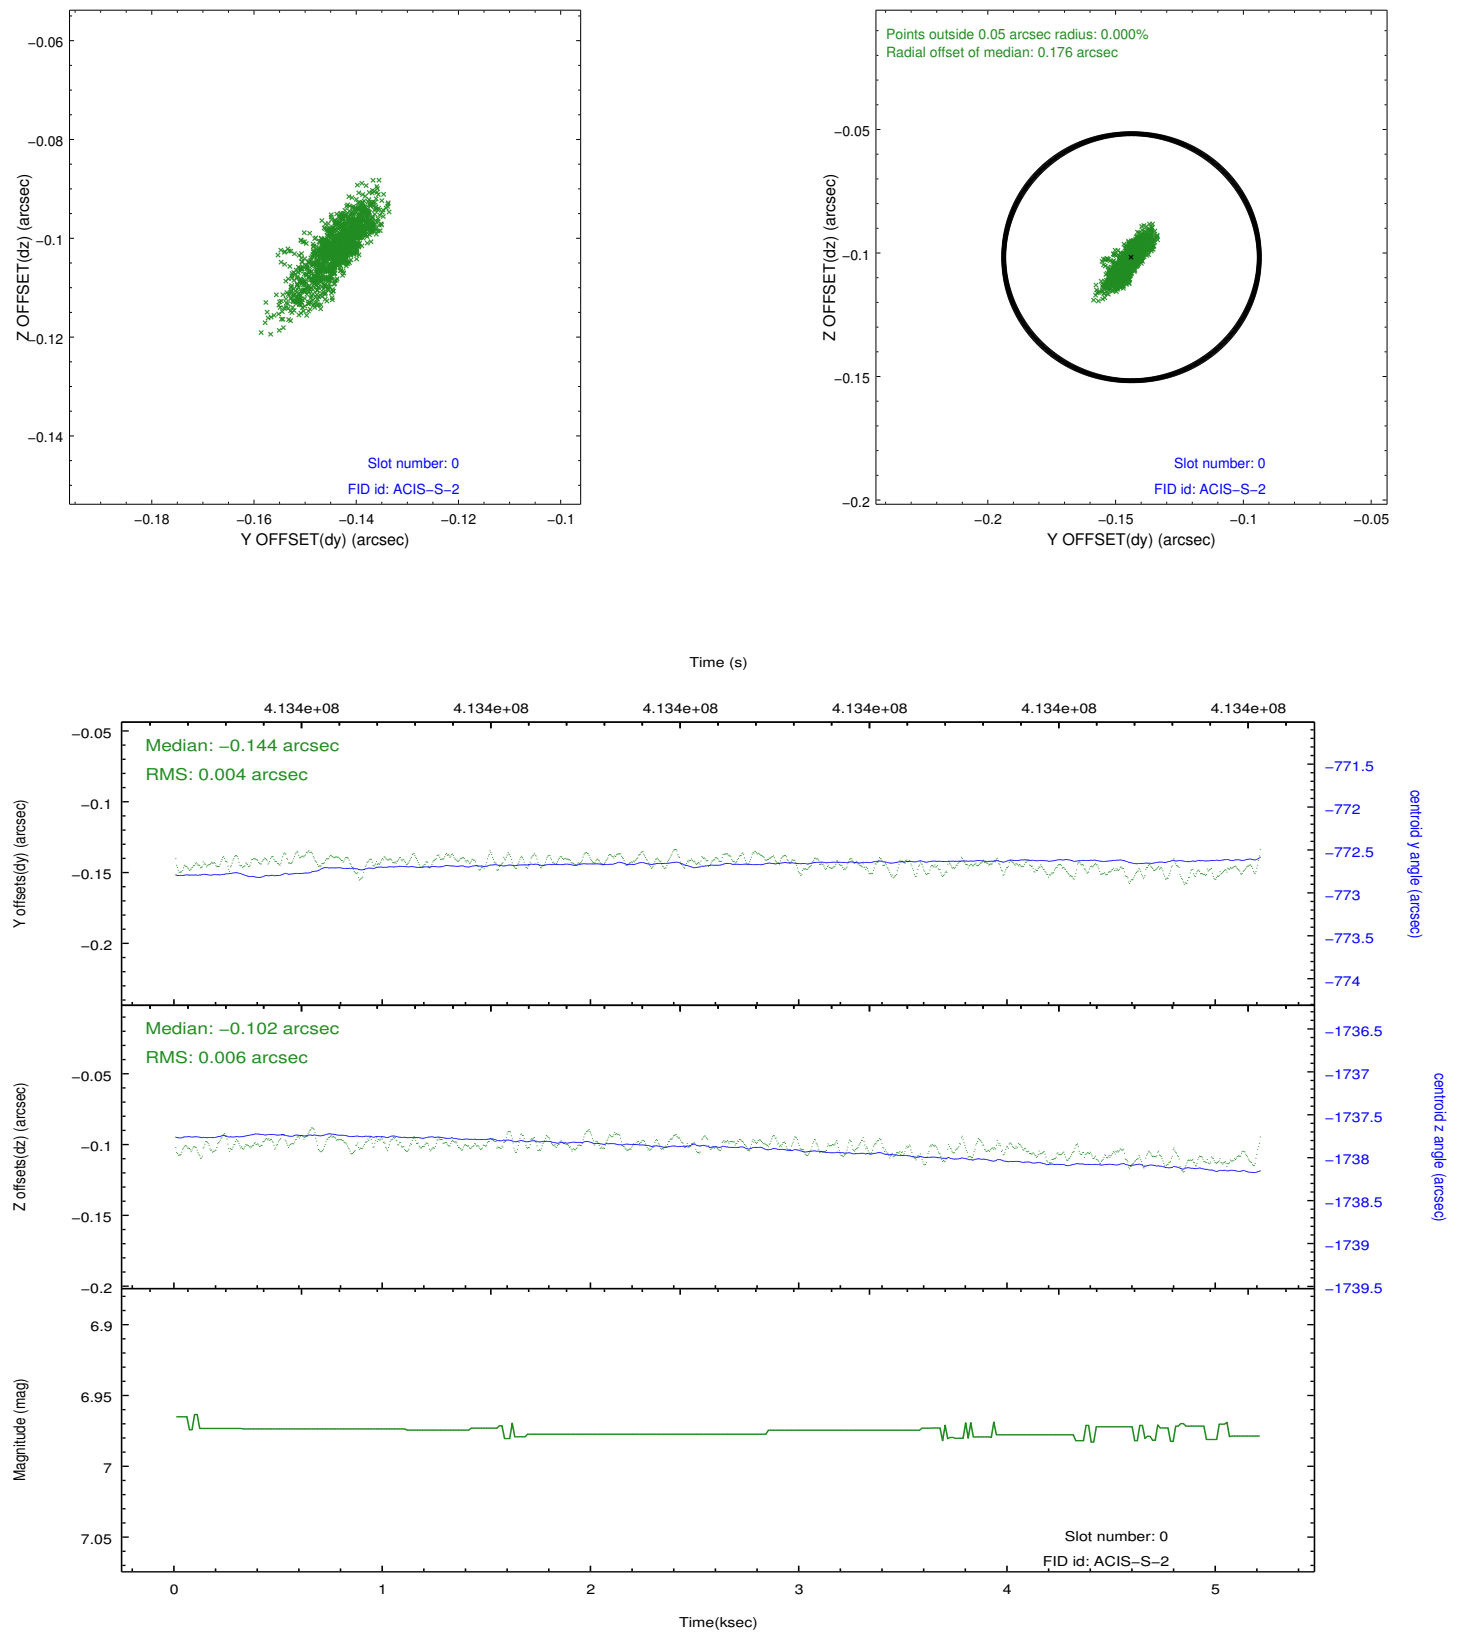 −0.06
−0.08
−0.1
−0.12
−0.14
Z OFFSET(dz) (arcsec)
Slot number: 0
FID id: ACIS−S−2
−0.18
−0.16
−0.14
−0.12
−0.1
Y OFFSET(dy) (arcsec)
Points outside 0.05 arcsec radius: 0.000%
Radial offset of median: 0.176 arcsec
−0.05
−0.1
−0.15
−0.2
Z OFFSET(dz) (arcsec)
Slot number: 0
FID id: ACIS−S−2
−0.2
−0.15
−0.1
−0.05
Y OFFSET(dy) (arcsec)
Time (s)
4.134e+08
4.134e+08
4.134e+08
4.134e+08
4.134e+08
4.134e+08
Median: −0.144 arcsec
RMS: 0.004 arcsec
−0.05
−0.1
−0.15
−0.2
Y offsets(dy) (arcsec)
−771.5
−772
−772.5
−773
−773.5
−774
centroid y angle (arcsec)
Median: −0.102 arcsec
RMS: 0.006 arcsec
−0.05
−0.1
−0.15
−0.2
Z offsets(dz) (arcsec)
−1736.5
−1737
−1737.5
−1738
−1738.5
−1739
−1739.5
centroid z angle (arcsec)
6.9
6.95
7
7.05
Magnitude (mag)
Slot number: 0
FID id: ACIS−S−2
0
1
2
3
4
5
Time(ksec)